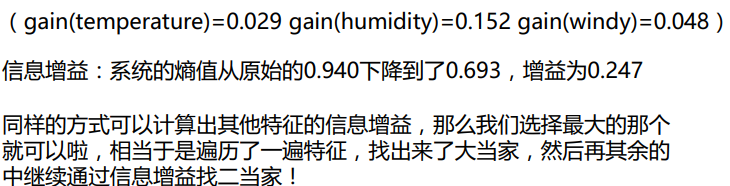 （gain(temperature)=0.029 gain(humidity)=0.152 gain(windy)=0.048）
信息增益：系统的熵值从原始的0.940下降到了0.693，增益为0.247
同样的方式可以计算出其他特征的信息增益，那么我们选择最大的那个
就可以啦，相当于是遍历了一遍特征，找出来了大当家，然后再其余的
中继续通过信息增益找二当家！